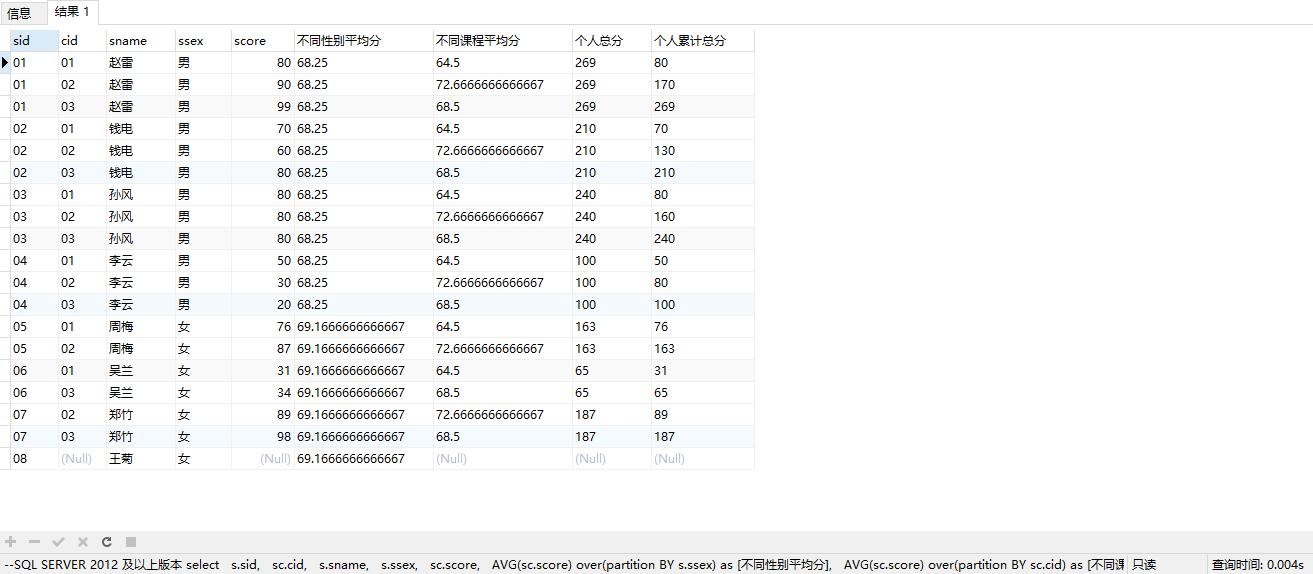 信息 结果 1
sid cid sname ssex score 不同性别平均分 不同课程平均分 个人总分 个人累计总分
01 01 赵雷 男 80 68.25 64.5 269 80
01 02 赵雷 男 90 68.25 72.6666666666667 269 170
01 03 赵雷 男 99 68.25 68.5 269 269
02 01 钱电 男 70 68.25 64.5 210 70
02 02 钱电 男 60 68.25 72.6666666666667 210 130
02 03 钱电 男 80 68.25 68.5 210 210
03 01 孙风 男 80 68.25 64.5 240 80
03 02 孙风 男 80 68.25 72.6666666666667 240 160
03 03 孙风 男 80 68.25 68.5 240 240
04 01 李云 男 50 68.25 64.5 100 50
04 02 李云 男 30 68.25 72.6666666666667 100 80
04 03 李云 男 20 68.25 68.5 100 100
05 01 周梅 女 76 69.1666666666667 64.5 163 76
05 02 周梅 女 87 69.1666666666667 72.6666666666667 163 163
06 01 吴兰 女 31 69.1666666666667 64.5 65 31
06 03 吴兰 女 34 69.1666666666667 68.5 65 65
07 02 郑竹 女 89 69.1666666666667 72.6666666666667 187 89
07 03 郑竹 女 98 69.1666666666667 68.5 187 187
08 (Null) 王菊 女 (Null) 69.1666666666667 (Null) (Null) (Null)
--SQL SERVER 2012 及以上版本 select s.sid, sc.cid, s.sname, s.ssex, sc.score, AVG(sc.score) over(partition BY s.ssex) as [不同性别平均分], AVG(sc.score) over(partition BY sc.cid) as [不同课 只读 查询时间: 0.004s